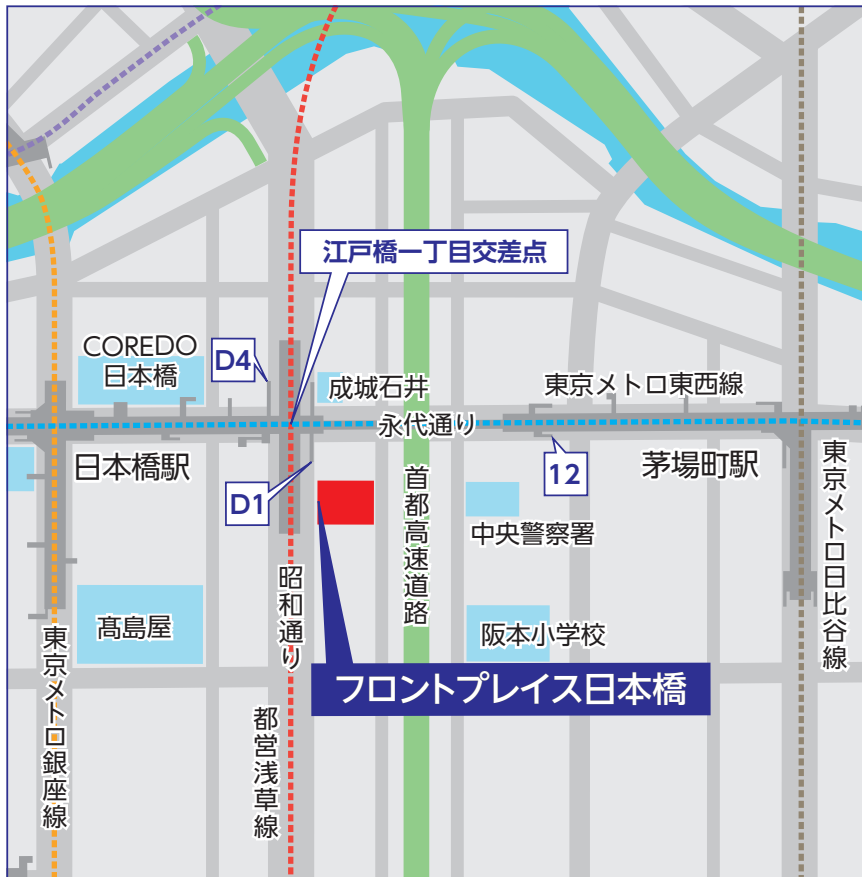 江戸橋一丁目交差点
COREDO
日本橋
D4
成城石井
東京メトロ東西線
永代通り
日本橋駅
D1
12
茅場町駅
首都高速道路
中央警察署
東京メトロ日比谷線
昭和通り
髙島屋
阪本小学校
東京メトロ銀座線
フロントプレイス日本橋
都営浅草線